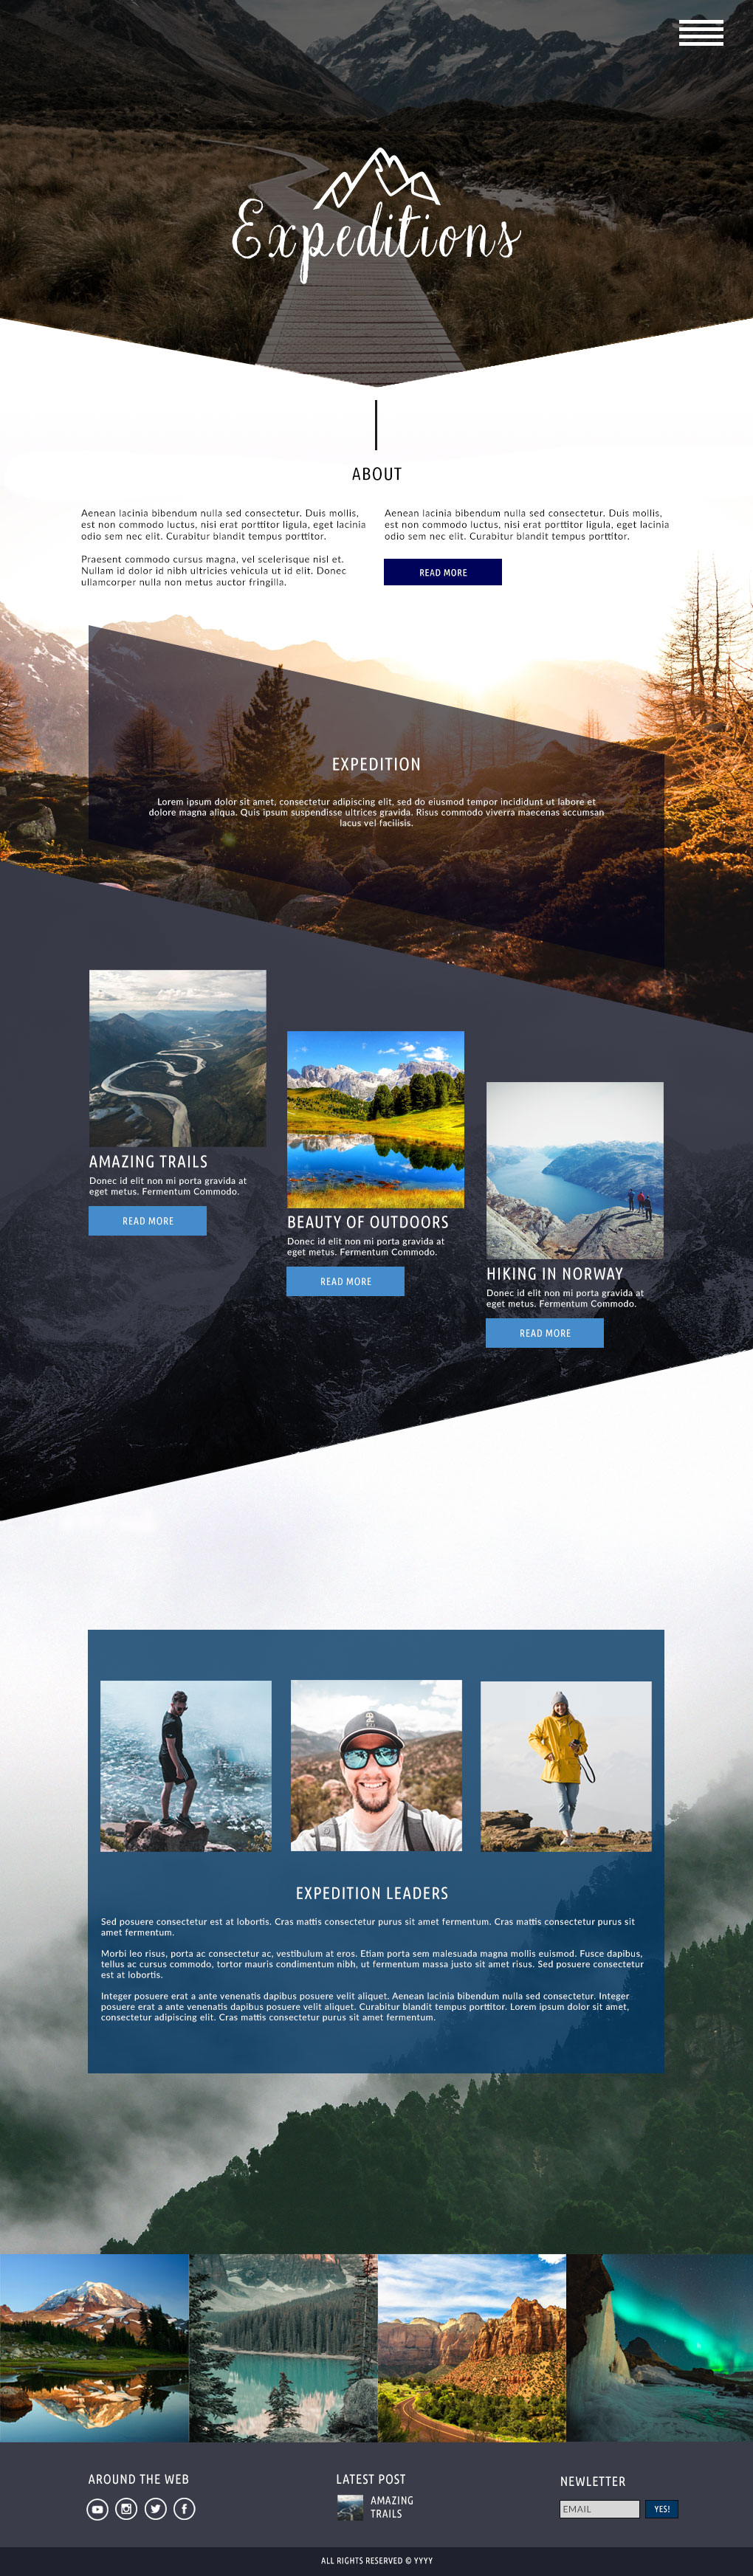 Expeditions
ABOUT
Aenean lacinia bibendum nulla sed consectetur. Duis mollis,
est non commodo luctus, nisi erat porttitor ligula, eget lacinia
odio sem nec elit. Curabitur blandit tempus porttitor.
Praesent commodo cursus magna, vel scelerisque nisl et.
Nullam id dolor id nibh ultricies vehicula ut id elit. Donec
ullamcorper nulla non metus auctor fringilla.
Aenean lacinia bibendum nulla sed consectetur. Duis mollis,
est non commodo luctus, nisi erat porttitor ligula, eget lacinia
odio sem nec elit. Curabitur blandit tempus porttitor.
READ MORE
EXPEDITION
Lorem ipsum dolor sit amet, consectetur adipiscing elit, sed do eiusmod tempor incididunt ut labore et
dolore magna aliqua. Quis ipsum suspendisse ultrices gravida. Risus commodo viverra maecenas accumsan
lacus vel facilisis.
AMAZING TRAILS
Donec id elit non mi porta gravida at
eget metus. Fermentum Commodo.
READ MORE
BEAUTY OF OUTDOORS
Donec id elit non mi porta gravida at
eget metus. Fermentum Commodo.
READ MORE
HIKING IN NORWAY
Donec id elit non mi porta gravida at
eget metus. Fermentum Commodo.
READ MORE
EXPEDITION LEADERS
Sed posuere consectetur est at lobortis. Cras mattis consectetur purus sit amet fermentum. Cras mattis consectetur purus sit
amet fermentum.
Morbi leo risus, porta ac consectetur ac, vestibulum at eros. Etiam porta sem malesuada magna mollis euismod. Fusce dapibus,
tellus ac cursus commodo, tortor mauris condimentum nibh, ut fermentum massa justo sit amet risus. Sed posuere consectetur
est at lobortis.
Integer posuere erat a ante venenatis dapibus posuere velit aliquet. Aenean lacinia bibendum nulla sed consectetur. Integer
posuere erat a ante venenatis dapibus posuere velit aliquet. Curabitur blandit tempus porttitor. Lorem ipsum dolor sit amet,
consectetur adipiscing elit. Cras mattis consectetur purus sit amet fermentum.
AROUND THE WEB
LATEST POST
AMAZING
TRAILS
NEWLETTER
EMAIL
YES!
ALL RIGHTS RESERVED © YYYY